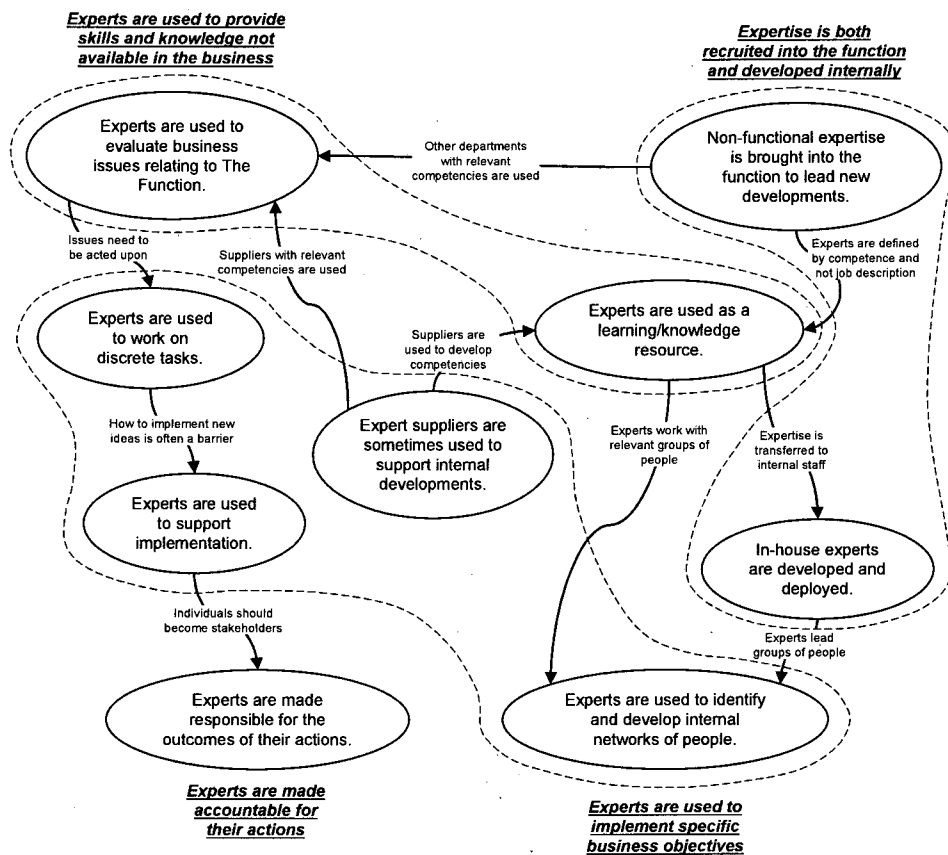 Experts are used to provide
skills and knowledge not
available in the business
Expertise is both
recruited into the function
and developed internally
Experts are used to
evaluate business
issues relating to The
Function.
Other departments
with relevant
competencies are used
Non-functional expertise
is brought into the
function to lead new
developments.
Issues need to
be acted upon
Suppliers with relevant
competencies are used
Experts are defined
by competence and
not job description
Experts are used
to work on
discrete tasks.
Suppliers are
used to develop
competencies
Experts are used as a
learning/knowledge
resource.
How to implement new
ideas is often a barrier
Expert suppliers are
sometimes used to
support internal
developments.
Experts work with
relevant groups of
people
Expertise is
transferred to
internal staff
Experts are used
to support
implementation.
In-house experts
are developed and
deployed.
Individuals should
become stakeholders
Experts lead
groups of people
Experts are made
responsible for the
outcomes of their actions.
Experts are used to identify
and develop internal
networks of people.
Experts are made
accountable for
their actions
Experts are used to
implement specific
business objectives